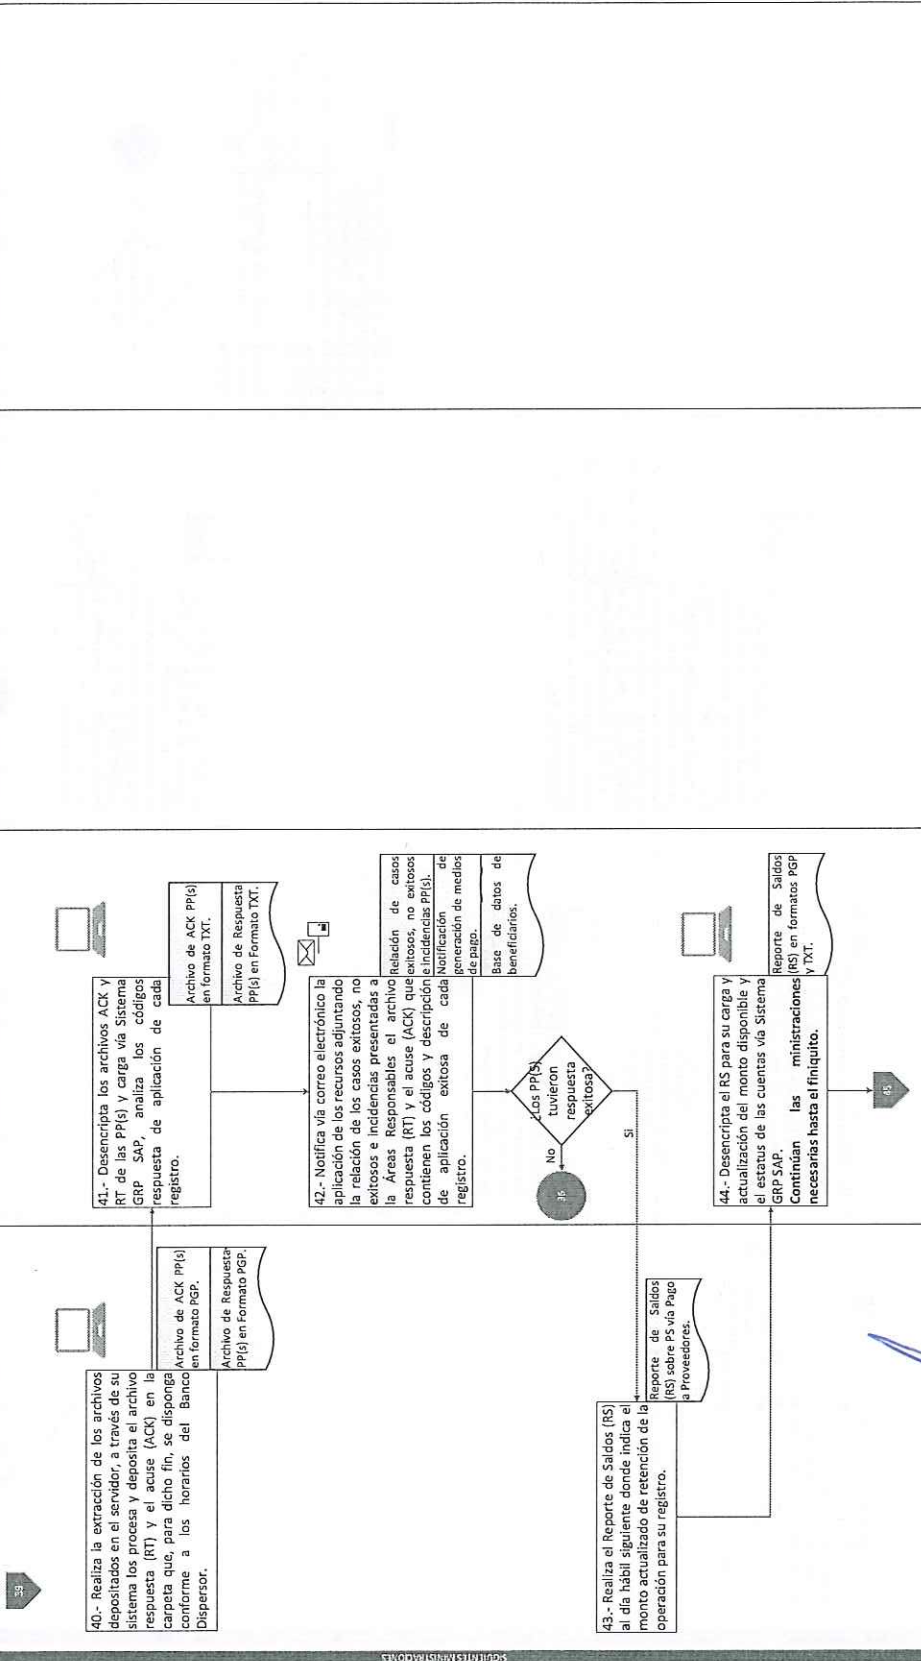 SIGUIENTES MINISTRACIONES
39
40.- Realiza la extracción de los archivos
depositados en el servidor, a través de su
sistema los procesa y deposita el archivo
respuesta (RT) y el acuse (ACK) en la
carpeta que, para dicho fin, se disponga
conforme a los horarios del Banco
Dispersor.
Archivo de ACK PP(s)
en formato PGP.
Archivo de Respuesta
PP(s) en Formato PGP.
41.- Desencripta los archivos ACK y
RT de las PP(s) y carga vía Sistema
GRP SAP, analiza los códigos
respuesta de aplicación de cada
registro.
Archivo de ACK PP(s)
en formato TXT.
Archivo de Respuesta
PP(s) en Formato TXT.
42.- Notifica vía correo electrónico la
aplicación de los recursos adjuntando
la relación de los casos exitosos, no
exitosos e incidencias presentadas a
la Áreas Responsables el archivo
respuesta (RT) y el acuse (ACK) que
contienen los códigos y descripción
de aplicación exitosa de cada
registro.
Relación de casos
exitosos, no exitosos
e incidencias PP(s).
Notificación de
generación de medios
de pago.
Base de datos de
beneficiarios.
¿Los PP(S)
tuvieron
respuesta
exitosa?
No
36
Si
43.- Realiza el Reporte de Saldos (RS)
al día hábil siguiente donde indica el
monto actualizado de retención de la
operación para su registro.
Reporte de Saldos
(RS) sobre PS vía Pago
a Proveedores.
44.- Desencripta el RS para su carga y
actualización del monto disponible y
el estatus de las cuentas vía Sistema
GRP SAP.
Continúan las ministraciones
necesarias hasta el finiquito.
Reporte de Saldos
(RS) en formatos PGP
y TXT.
45